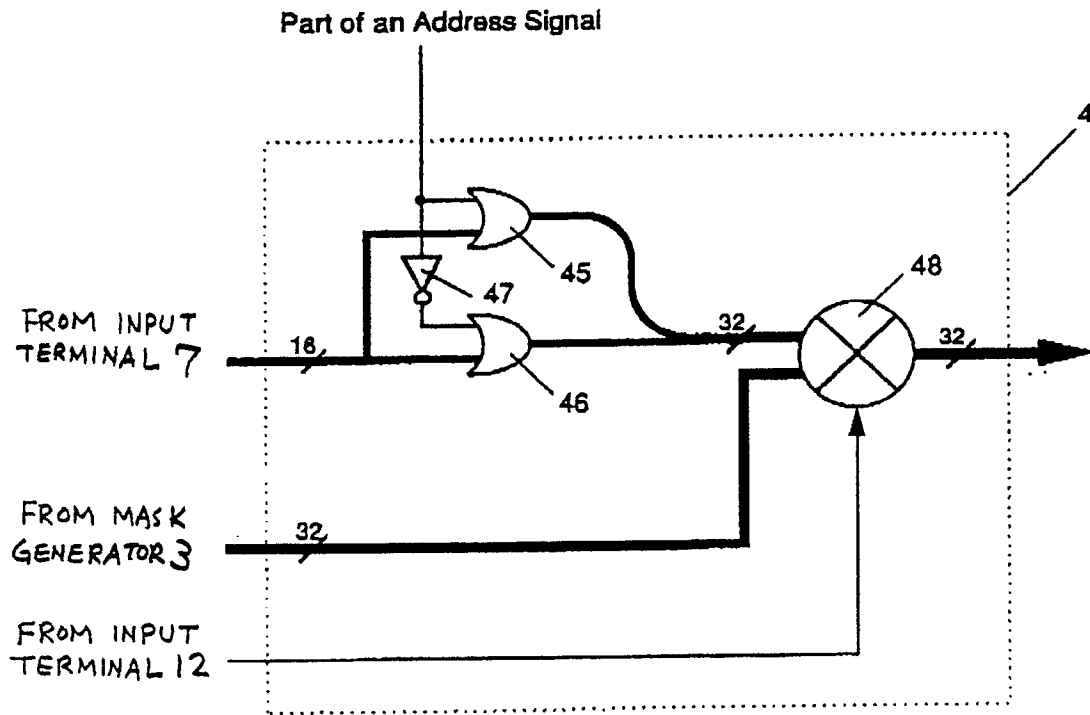 Part of an Address Signal
4
45
47
48
FROM INPUT
TERMINAL 7
16
32
32
46
FROM MASK
GENERATOR 3
32
FROM INPUT
TERMINAL 12